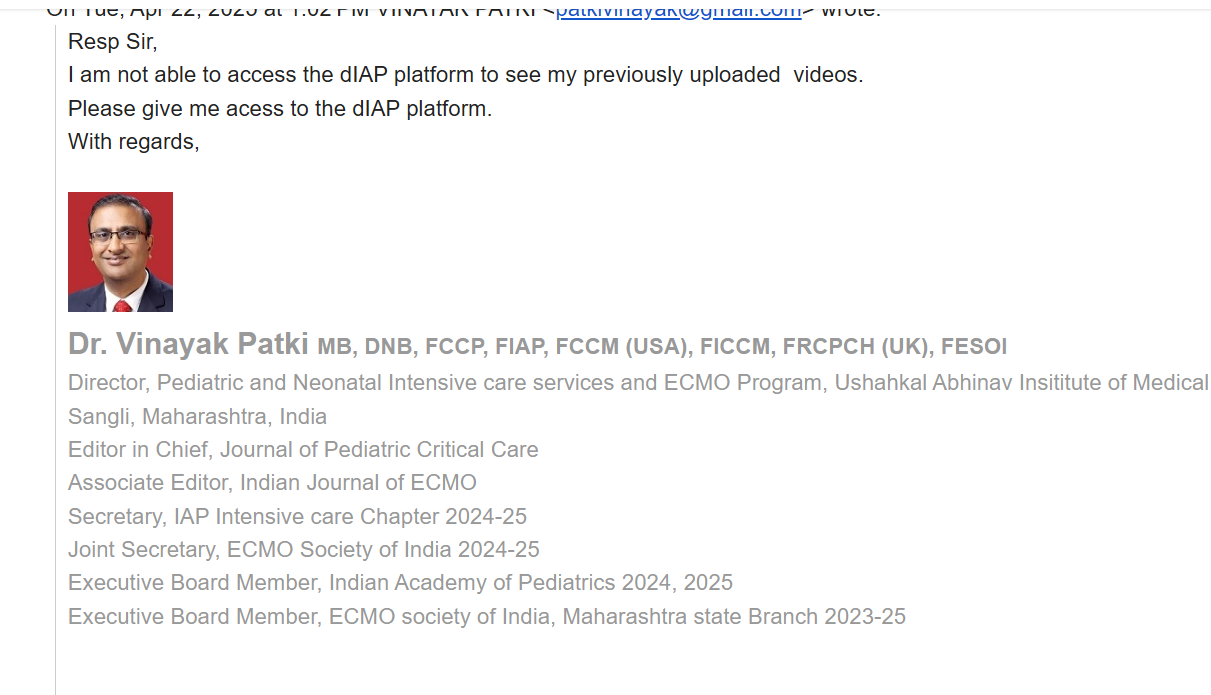 On Tue, Apr 22, 2025 at 1:02 PM VINAYAK PATKI <patkivinayak@gmail.com> wrote:
Resp Sir,
I am not able to access the dIAP platform to see my previously uploaded  videos.
Please give me acess to the dIAP platform.
With regards,
Dr. Vinayak Patki MB, DNB, FCCP, FIAP, FCCM (USA), FICCM, FRCPCH (UK), FESOI
Director, Pediatric and Neonatal Intensive care services and ECMO Program, Ushahkal Abhinav Insititute of Medical
Sangli, Maharashtra, India
Editor in Chief, Journal of Pediatric Critical Care
Associate Editor, Indian Journal of ECMO
Secretary, IAP Intensive care Chapter 2024-25
Joint Secretary, ECMO Society of India 2024-25
Executive Board Member, Indian Academy of Pediatrics 2024, 2025
Executive Board Member, ECMO society of India, Maharashtra state Branch 2023-25